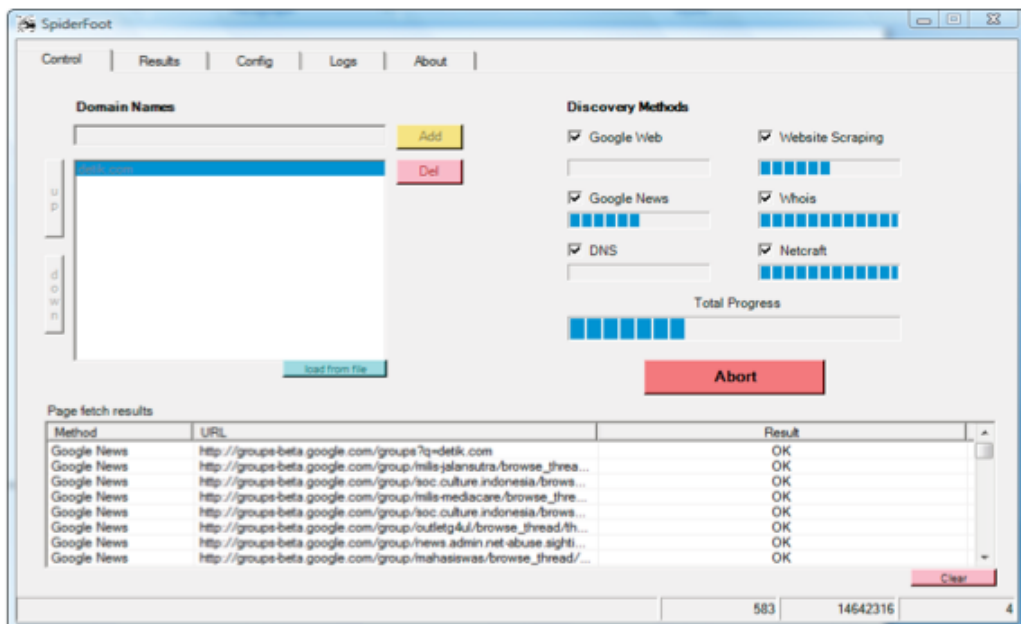 SpiderFoot
Control Results Config Logs About
Domain Names
Add
detik.com
Del
up
down
load from file
Discovery Methods
Google Web
Website Scraping
Google News
Whois
DNS
Netcraft
Total Progress
Abort
Page fetch results
Method URL Result
Google News http://groups-beta.google.com/groups?q=detik.com OK
Google News http://groups-beta.google.com/group/milis-jalansutra/browse_threa... OK
Google News http://groups-beta.google.com/group/soc.culture.indonesia/brows... OK
Google News http://groups-beta.google.com/group/milis-mediacare/browse_thre... OK
Google News http://groups-beta.google.com/group/soc.culture.indonesia/brows... OK
Google News http://groups-beta.google.com/group/outletg4ul/browse_thread/th... OK
Google News http://groups-beta.google.com/group/news.admin.net-abuse.sighti... OK
Google News http://groups-beta.google.com/group/mahasiswas/browse_thread/... OK
Clear
583 14642316 4